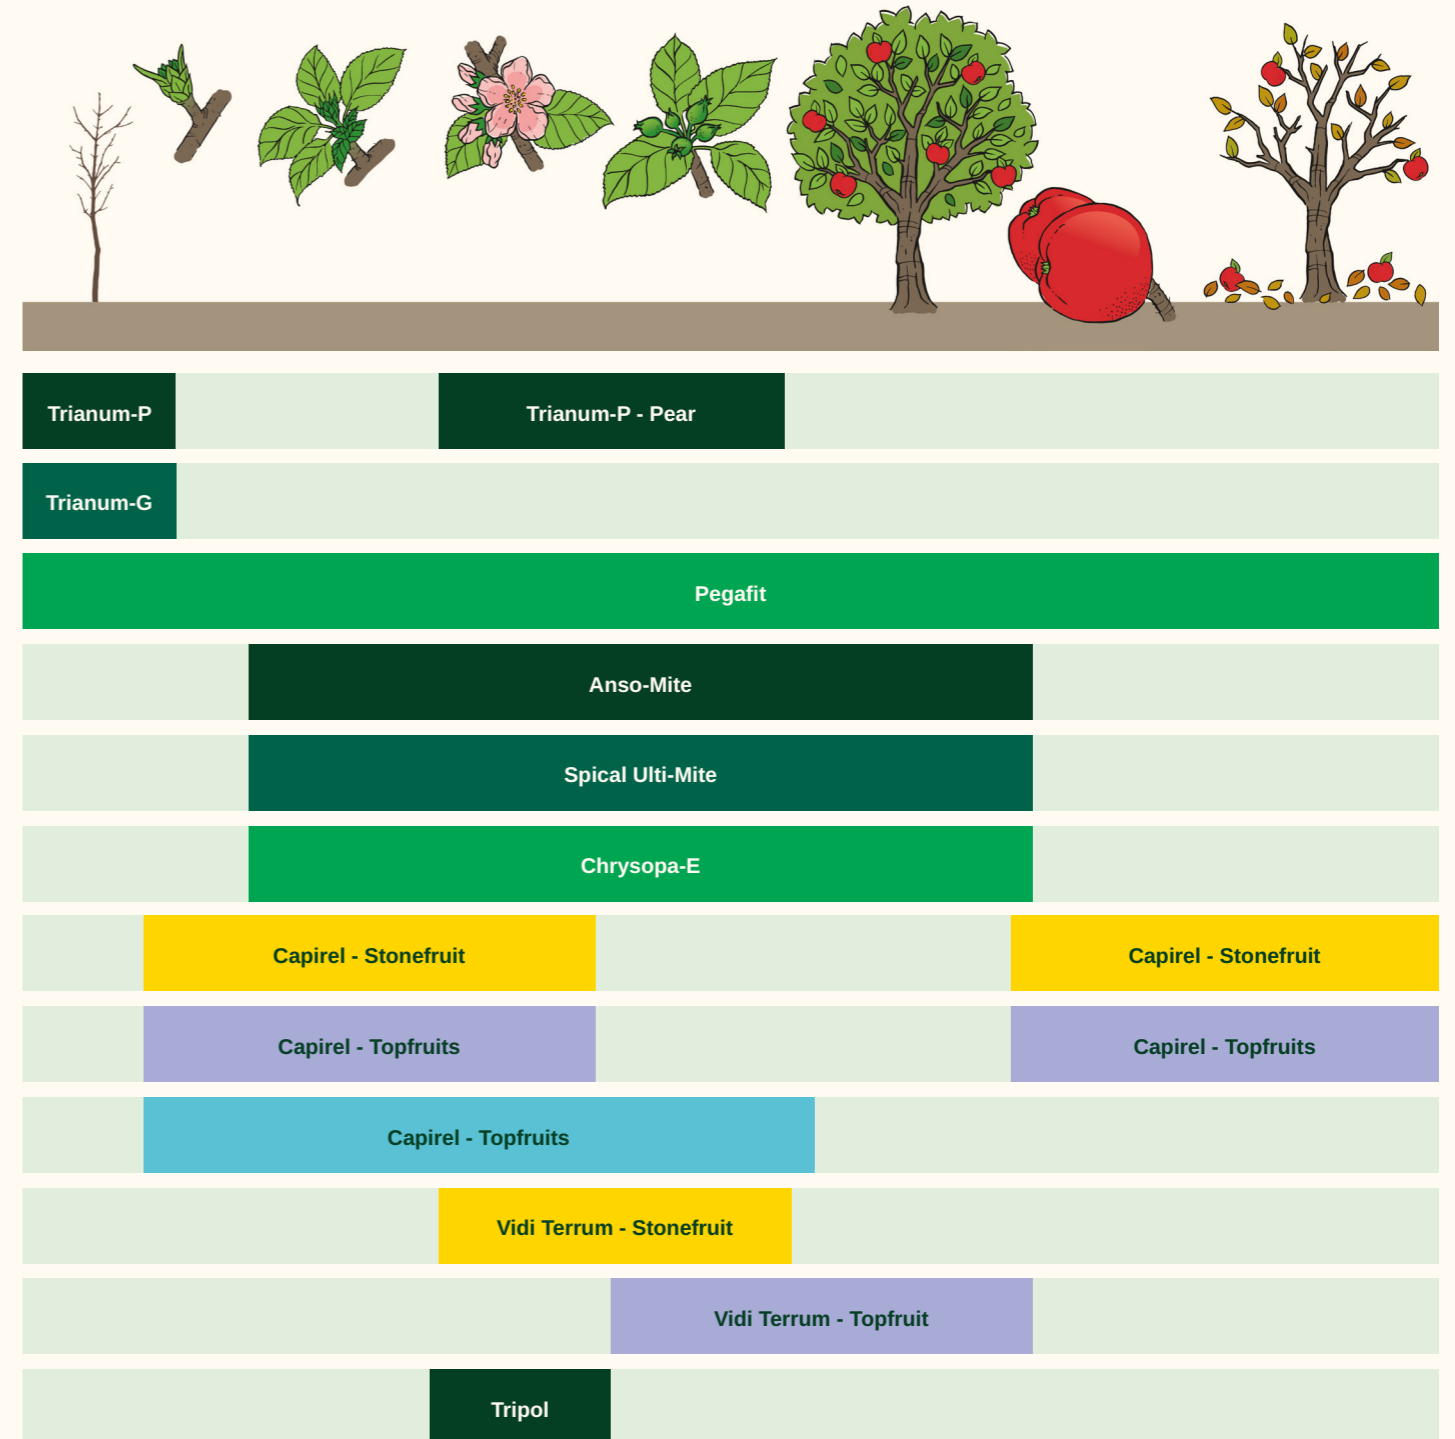 Trianum-P
Trianum-P - Pear
Trianum-G
Pegafit
Anso-Mite
Spical Ulti-Mite
Chrysopa-E
Capirel - Stonefruit
Capirel - Stonefruit
Capirel - Topfruits
Capirel - Topfruits
Capirel - Topfruits
Vidi Terrum - Stonefruit
Vidi Terrum - Topfruit
Tripol